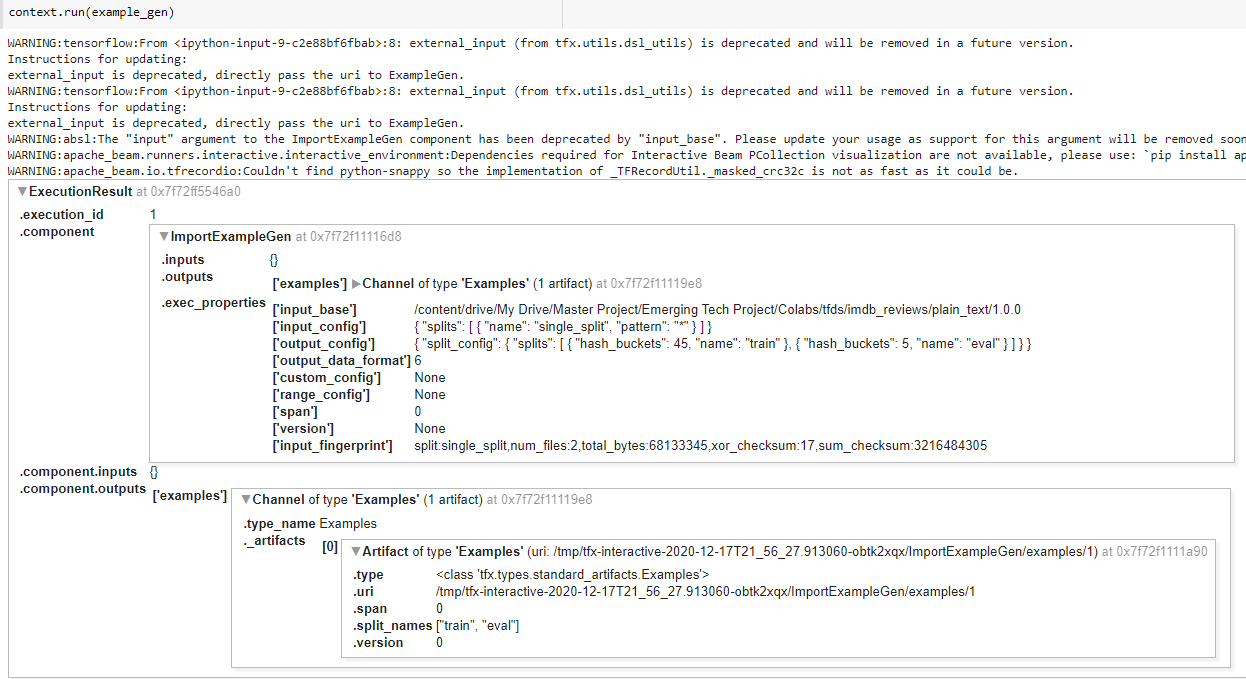 context.run(example_gen)
WARNING:tensorflow:From <ipython-input-9-c2e88bf6fbab>:8: external_input (from tfx.utils.dsl_utils) is deprecated and will be removed in a future version.
Instructions for updating:
external_input is deprecated, directly pass the uri to ExampleGen.
WARNING:tensorflow:From <ipython-input-9-c2e88bf6fbab>:8: external_input (from tfx.utils.dsl_utils) is deprecated and will be removed in a future version.
Instructions for updating:
external_input is deprecated, directly pass the uri to ExampleGen.
WARNING:absl:The "input" argument to the ImportExampleGen component has been deprecated by "input_base". Please update your usage as support for this argument will be removed soon
WARNING:apache_beam.runners.interactive.interactive_environment:Dependencies required for Interactive Beam PCollection visualization are not available, please use: `pip install ap
WARNING:apache_beam.io.tfrecordio:Couldn't find python-snappy so the implementation of _TFRecordUtil._masked_crc32c is not as fast as it could be.
▼ExecutionResult at 0x7f72ff5546a0
.execution_id 1
.component
▼ImportExampleGen at 0x7f72f11116d8
.inputs {}
.outputs
['examples'] ▶Channel of type 'Examples' (1 artifact) at 0x7f72f11119e8
.exec_properties
['input_base'] /content/drive/My Drive/Master Project/Emerging Tech Project/Colabs/tfds/imdb_reviews/plain_text/1.0.0
['input_config'] { "splits": [ { "name": "single_split", "pattern": "*" } ] }
['output_config'] { "split_config": { "splits": [ { "hash_buckets": 45, "name": "train" }, { "hash_buckets": 5, "name": "eval" } ] } }
['output_data_format'] 6
['custom_config'] None
['range_config'] None
['span'] 0
['version'] None
['input_fingerprint'] split:single_split,num_files:2,total_bytes:68133345,xor_checksum:17,sum_checksum:3216484305
.component.inputs {}
.component.outputs
['examples'] ▼Channel of type 'Examples' (1 artifact) at 0x7f72f11119e8
.type_name Examples
._artifacts
[0] ▼Artifact of type 'Examples' (uri: /tmp/tfx-interactive-2020-12-17T21_56_27.913060-obtk2xqx/ImportExampleGen/examples/1) at 0x7f72f1111a90
.type <class 'tfx.types.standard_artifacts.Examples'>
.uri /tmp/tfx-interactive-2020-12-17T21_56_27.913060-obtk2xqx/ImportExampleGen/examples/1
.span 0
.split_names ["train", "eval"]
.version 0